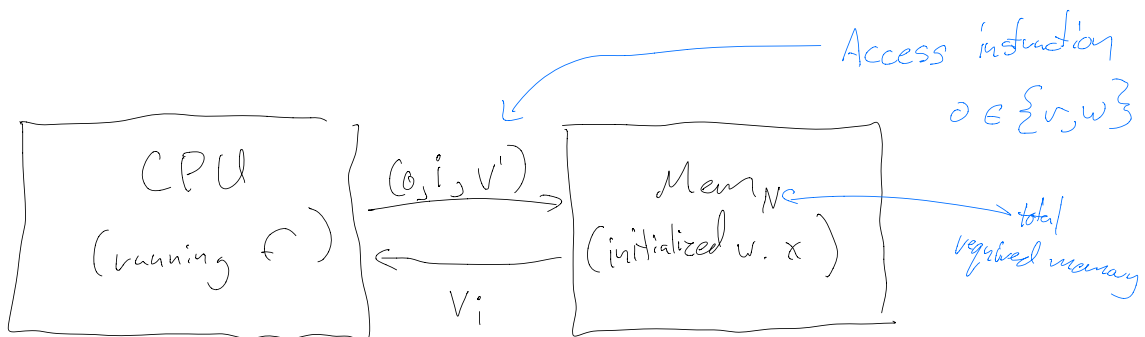 Access instruction
o ∈ {r, w}
CPU
(running f)
(o, i, v')
v_i
Mem_N
(initialized w. x)
total
required memory